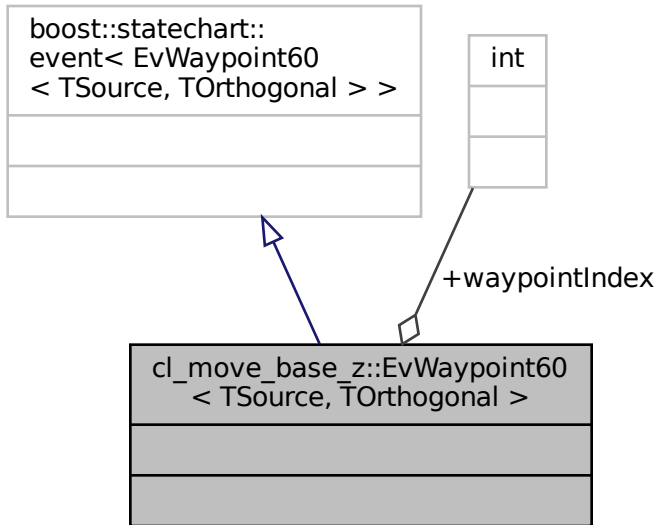 boost::statechart::
event< EvWaypoint60
< TSource, TOrthogonal > >
int
+waypointIndex
cl_move_base_z::EvWaypoint60
< TSource, TOrthogonal >